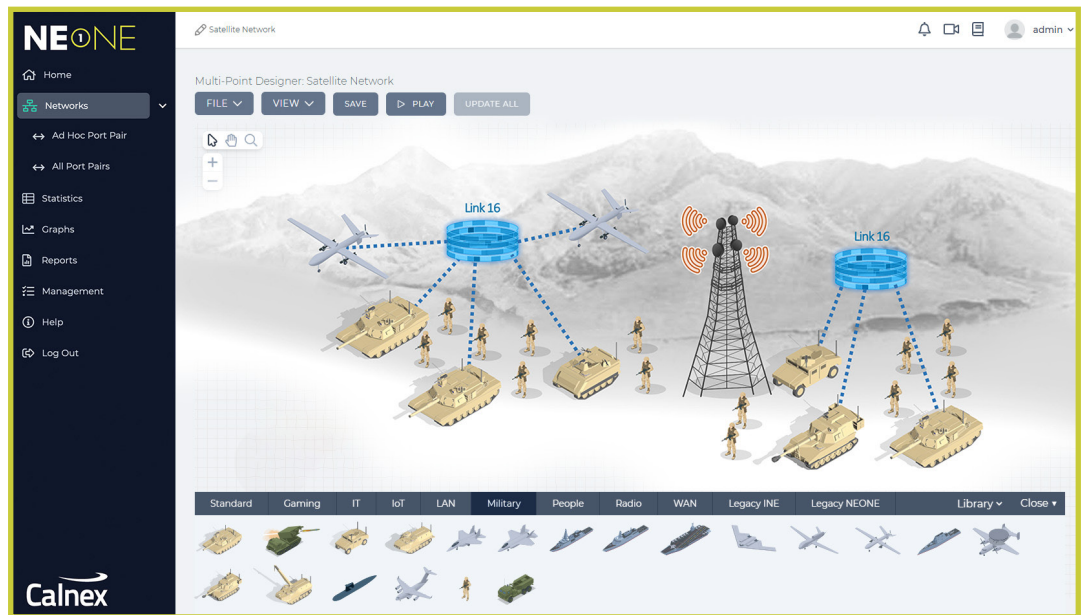 NE1NE
Satellite Network
admin
Home
Networks
Ad Hoc Port Pair
All Port Pairs
Statistics
Graphs
Reports
Management
Help
Log Out
Calnex
Multi-Point Designer: Satellite Network
FILE
VIEW
SAVE
PLAY
UPDATE ALL
Link 16
Link 16
Standard
Gaming
IT
IoT
LAN
Military
People
Radio
WAN
Legacy INE
Legacy NEONE
Library
Close